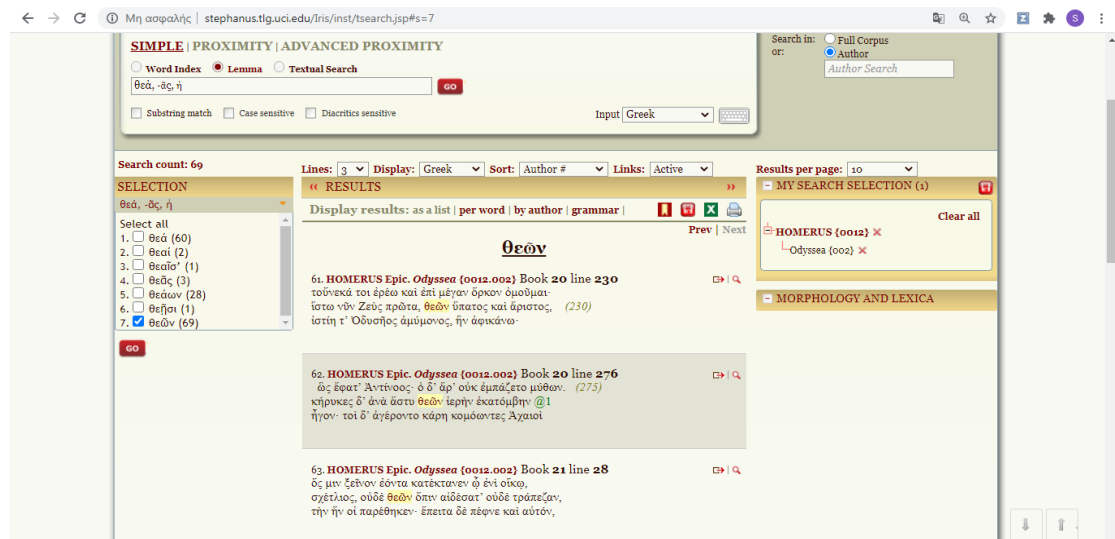 Μη ασφαλής | stephanus.tlg.uci.edu/Iris/inst/tsearch.jsp#s=7
S
SIMPLE | PROXIMITY | ADVANCED PROXIMITY
Word Index Lemma Textual Search
θεά, -ᾶς, ἡ GO
Substring match Case sensitive Diacritics sensitive Input Greek
Search in: Full Corpus
or: Author
Author Search
Search count: 69
Lines: 3 Display: Greek Sort: Author # Links: Active Results per page: 10
SELECTION
θεά, -ᾶς, ἡ
Select all
1. θεά (60)
2. θεαί (2)
3. θεαῖσ' (1)
4. θεᾶς (3)
5. θεάων (28)
6. θεῇσι (1)
7. θεῶν (69)
GO
‹‹ RESULTS ››
Display results: as a list | per word | by author | grammar |
Prev | Next
θεῶν
61. HOMERUS Epic. Odyssea {0012.002} Book 20 line 230
τοὔνεκά τοι ἐρέω καὶ ἐπὶ μέγαν ὅρκον ὀμοῦμαι·
ἴστω νῦν Ζεὺς πρῶτα, θεῶν ὕπατος καὶ ἄριστος, (230)
ἱστίη τ' Ὀδυσῆος ἀμύμονος, ἣν ἀφικάνω·
62. HOMERUS Epic. Odyssea {0012.002} Book 20 line 276
ὣς ἔφατ' Ἀντίνοος· ὁ δ' ἄρ' οὐκ ἐμπάζετο μύθων. (275)
κήρυκες δ' ἀνὰ ἄστυ θεῶν ἱερὴν ἑκατόμβην @1
ἦγον· τοὶ δ' ἀγέροντο κάρη κομόωντες Ἀχαιοὶ
63. HOMERUS Epic. Odyssea {0012.002} Book 21 line 28
ὅς μιν ξεῖνον ἐόντα κατέκτανεν ᾧ ἐνὶ οἴκῳ,
σχέτλιος, οὐδὲ θεῶν ὄπιν αἰδέσατ' οὐδὲ τράπεζαν,
τὴν ἥν οἱ παρέθηκεν· ἔπειτα δὲ πέφνε καὶ αὐτόν,
MY SEARCH SELECTION (1)
Clear all
HOMERUS {0012}
Odyssea {002}
MORPHOLOGY AND LEXICA